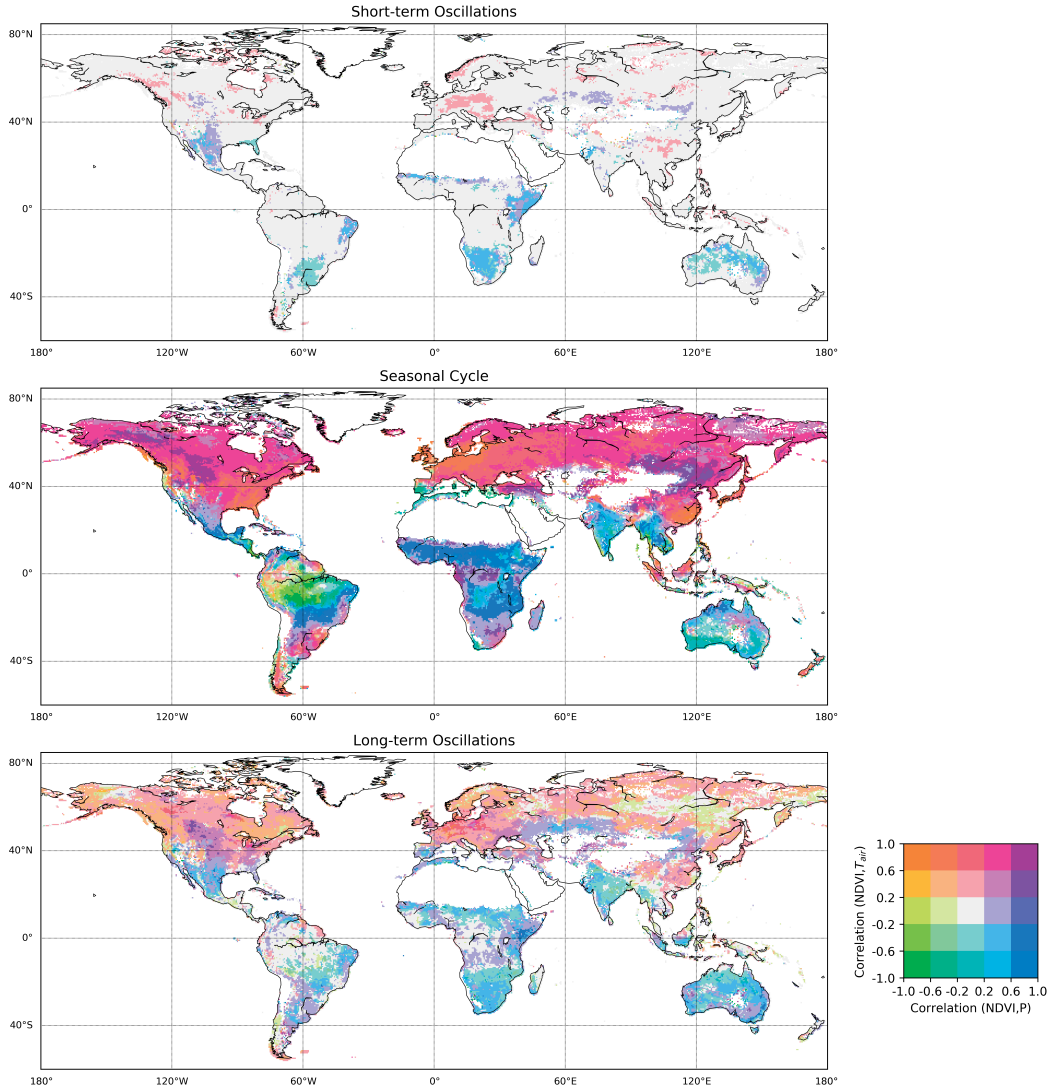 Short-term Oscillations
80°N
40°N
0°
40°S
180° 120°W 60°W 0° 60°E 120°E 180°
Seasonal Cycle
80°N
40°N
0°
40°S
180° 120°W 60°W 0° 60°E 120°E 180°
Long-term Oscillations
80°N
40°N
0°
40°S
180° 120°W 60°W 0° 60°E 120°E 180°
Correlation (NDVI,T_air)
1.0
0.6
0.2
-0.2
-0.6
-1.0
-1.0 -0.6 -0.2 0.2 0.6 1.0
Correlation (NDVI,P)